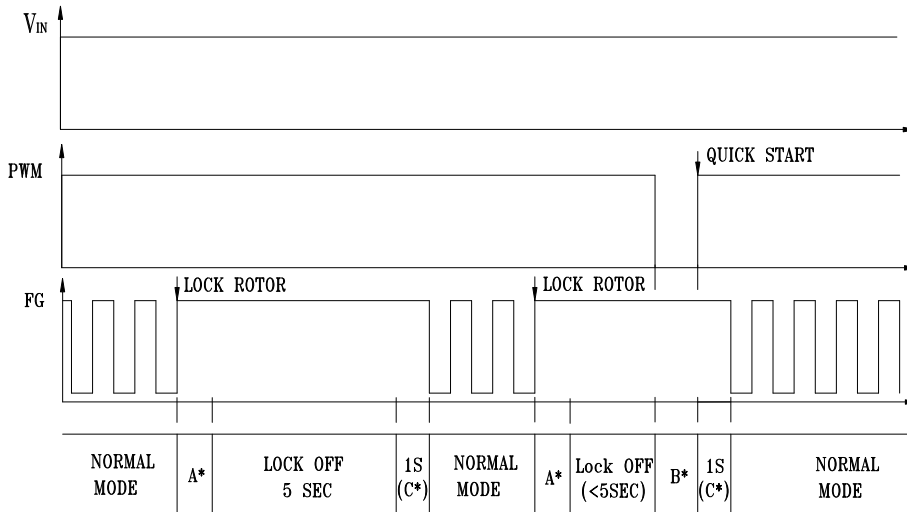 VIN
PWM
QUICK START
FG
LOCK ROTOR
LOCK ROTOR
NORMAL
MODE
A*
LOCK OFF
5 SEC
1S
(C*)
NORMAL
MODE
A*
Lock OFF
(<5SEC)
B*
1S
(C*)
NORMAL
MODE